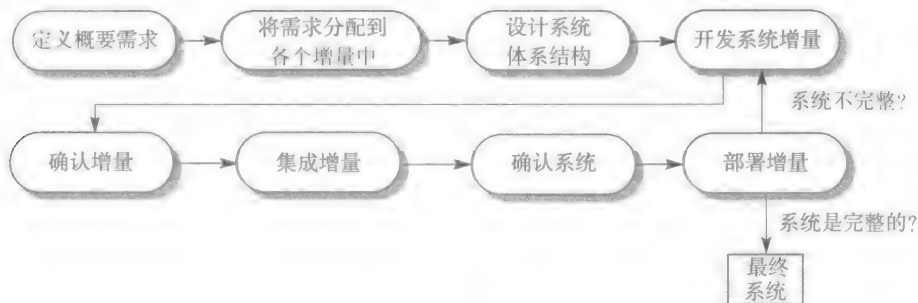 定义概要需求
将需求分配到
各个增量中
设计系统
体系结构
开发系统增量
系统不完整?
确认增量
集成增量
确认系统
部署增量
系统是完整的?
最终
系统